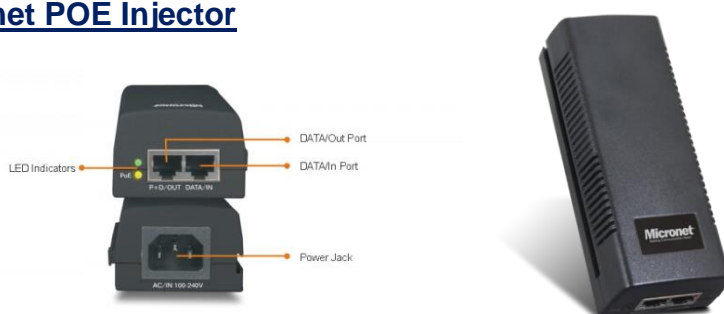 net POE Injector
DATA/Out Port
DATA/In Port
LED Indicators
PoE
P+D/OUT DATA/IN
Power Jack
AC/IN 100-240V
Micronet